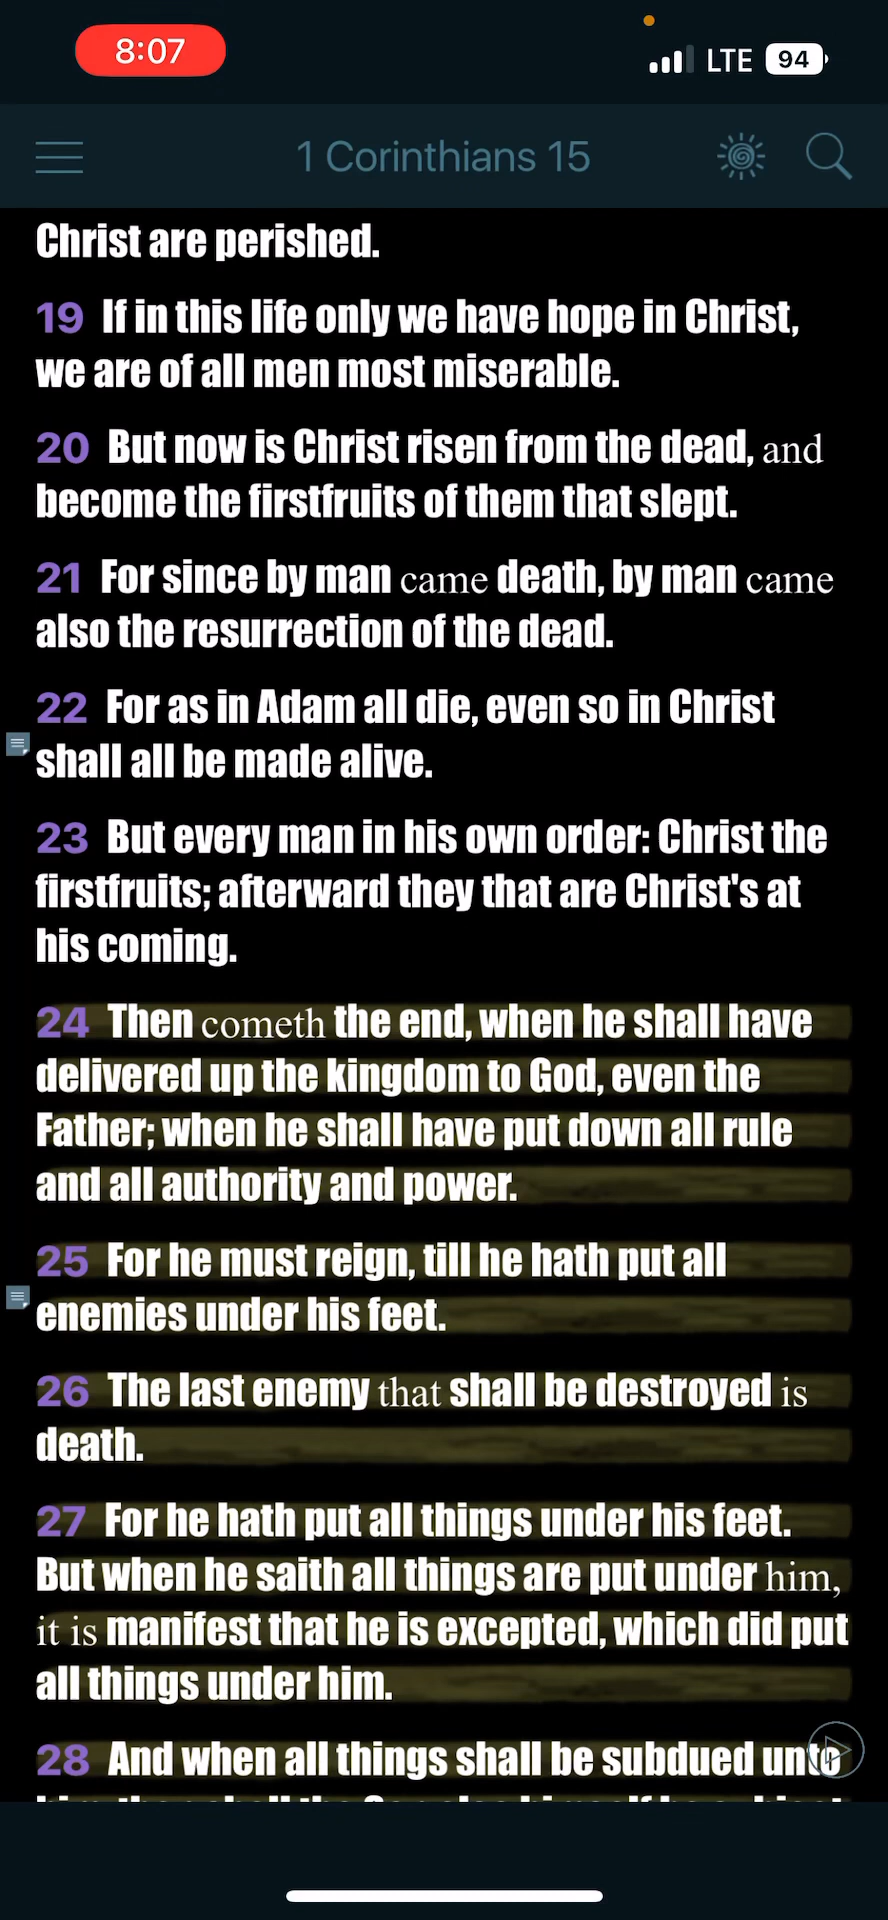 8:07
LTE 94
1 Corinthians 15
Christ are perished.
19 If in this life only we have hope in Christ,
we are of all men most miserable.
20 But now is Christ risen from the dead, and
become the firstfruits of them that slept.
21 For since by man came death, by man came
also the resurrection of the dead.
22 For as in Adam all die, even so in Christ
shall all be made alive.
23 But every man in his own order: Christ the
firstfruits; afterward they that are Christ's at
his coming.
24 Then cometh the end, when he shall have
delivered up the kingdom to God, even the
Father; when he shall have put down all rule
and all authority and power.
25 For he must reign, till he hath put all
enemies under his feet.
26 The last enemy that shall be destroyed is
death.
27 For he hath put all things under his feet.
But when he saith all things are put under him,
it is manifest that he is excepted, which did put
all things under him.
28 And when all things shall be subdued unto